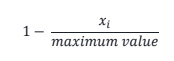 1 − x_i / maximum value